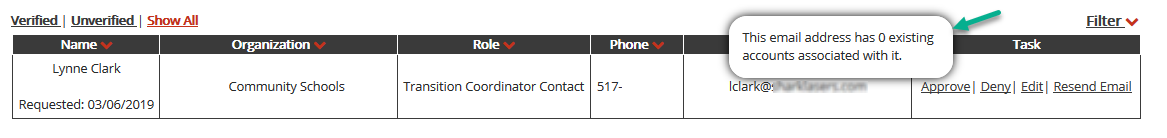 Verified | Unverified | Show All
Filter
This email address has 0 existing
accounts associated with it.
Name Organization Role Phone Task
Lynne Clark
Requested: 03/06/2019
Community Schools
Transition Coordinator Contact
517-
lclark@
Approve| Deny| Edit| Resend Email